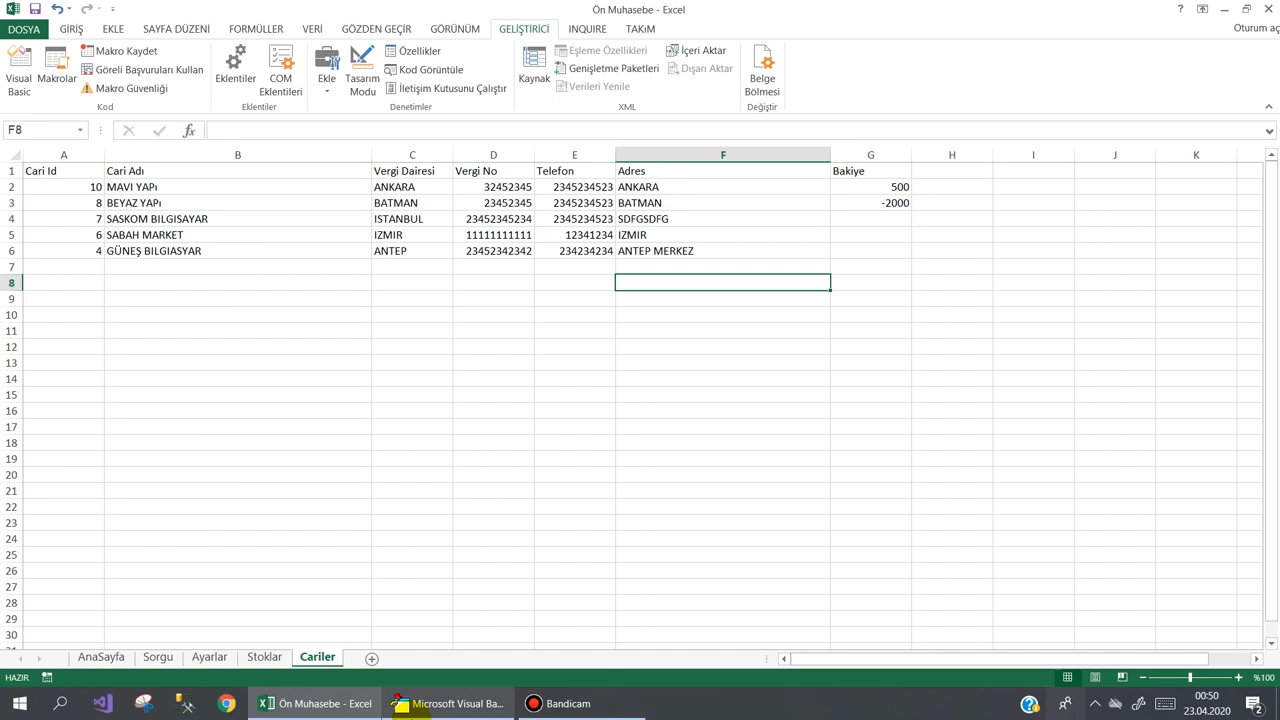 Ön Muhasebe - Excel
?
DOSYA GİRİŞ EKLE SAYFA DÜZENİ FORMÜLLER VERİ GÖZDEN GEÇİR GÖRÜNÜM GELİŞTİRİCİ INQUIRE TAKıM Oturum aç
Visual Basic
Makrolar
Makro Kaydet
Göreli Başvuruları Kullan
Makro Güvenliği
Kod
Eklentiler
COM Eklentileri
Eklentiler
Ekle
Tasarım Modu
Özellikler
Kod Görüntüle
İletişim Kutusunu Çalıştır
Denetimler
Kaynak
Eşleme Özellikleri
Genişletme Paketleri
Verileri Yenile
İçeri Aktar
Dışarı Aktar
XML
Belge Bölmesi
Değiştir
F8 fx
A B C D E F G H I J K
1 Cari Id Cari Adı Vergi Dairesi Vergi No Telefon Adres Bakiye
2 10 MAVI YAPı ANKARA 32452345 2345234523 ANKARA 500
3 8 BEYAZ YAPı BATMAN 23452345 2345234523 BATMAN -2000
4 7 SASKOM BILGISAYAR ISTANBUL 23452345234 2345234523 SDFGSDFG
5 6 SABAH MARKET IZMIR 11111111111 12341234 IZMIR
6 4 GÜNEŞ BILGIASYAR ANTEP 23452342342 234234234 ANTEP MERKEZ
7
8
9
10
11
12
13
14
15
16
17
18
19
20
21
22
23
24
25
26
27
28
29
30
AnaSayfa Sorgu Ayarlar Stoklar Cariler
HAZIR %100
Ön Muhasebe - Excel Microsoft Visual Ba... Bandicam 00:50
23.04.2020 2